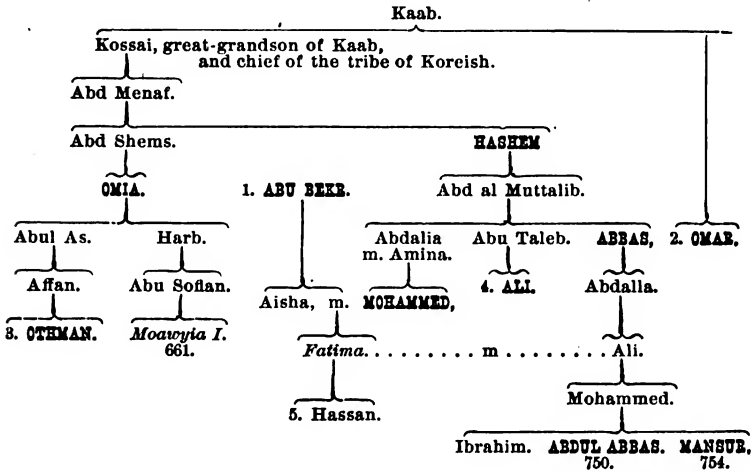 Kaab.
Kossai, great-grandson of Kaab,
and chief of the tribe of Koreish.
Abd Menaf.
Abd Shems. HASHEM
OMIA. 1. ABU BEKR. Abd al Muttalib.
Abul As. Harb. Abdalla Abu Taleb. ABBAS, 2. OMAR.
m. Amina.
Affan. Abu Sofian. Aisha, m. MOHAMMED, 4. ALI. Abdalla.
3. OTHMAN. Moawyia I.
661.
Fatima. . . . . . . . . . m . . . . . . . . . Ali.
Mohammed.
5. Hassan.
Ibrahim. ABDUL ABBAS. MANSUR,
750. 754.